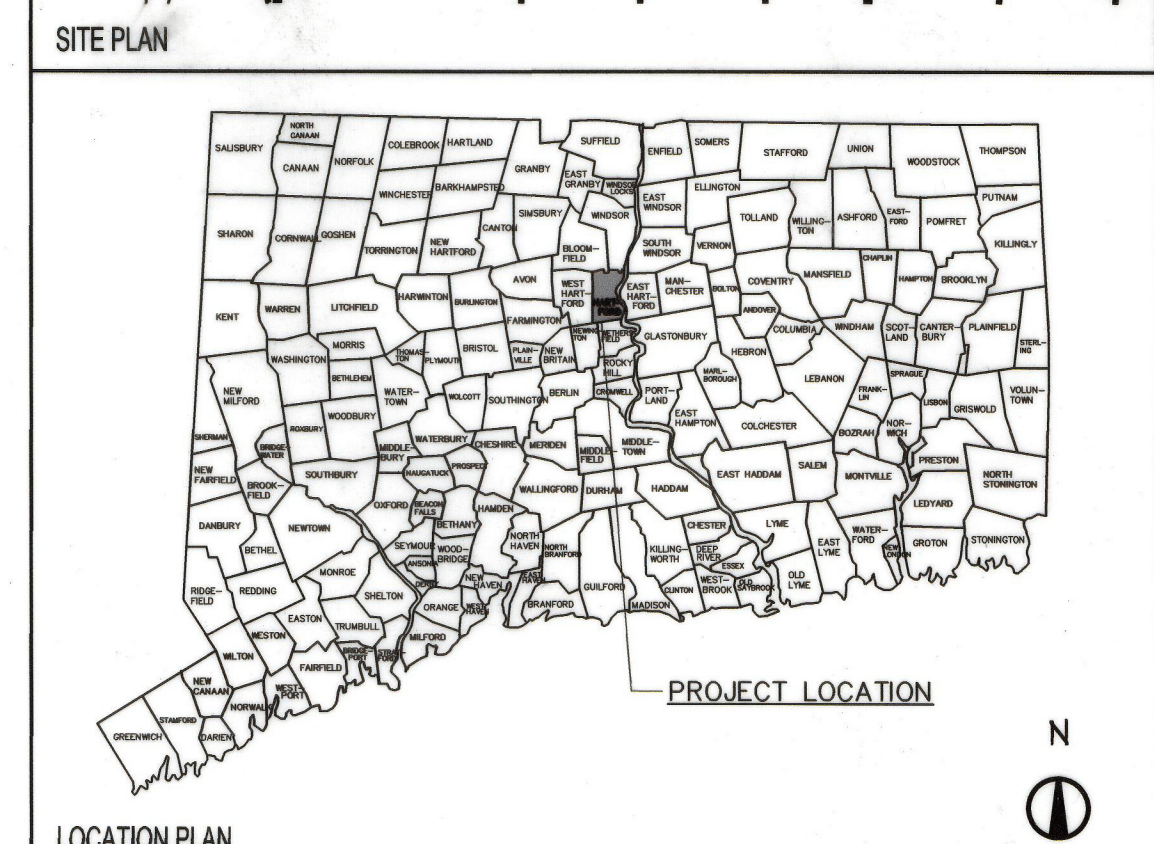 SITE PLAN
NORTH
CANAAN
SALISBURY
CANAAN
NORFOLK
COLEBROOK
HARTLAND
SUFFIELD
ENFIELD
SOMERS
STAFFORD
UNION
WOODSTOCK
THOMPSON
GRANBY
EAST
GRANBY
WINDSOR
LOCKS
WINCHESTER
BARKHAMPSTED
ELLINGTON
EAST
WINDSOR
PUTNAM
SHARON
CORNWALL
GOSHEN
TORRINGTON
NEW
HARTFORD
CANTON
SIMSBURY
WINDSOR
BLOOM-
FIELD
SOUTH
WINDSOR
VERNON
TOLLAND
WILLING-
TON
ASHFORD
EAST-
FORD
POMFRET
KILLINGLY
KENT
WARREN
LITCHFIELD
HARWINTON
BURLINGTON
AVON
WEST
HART-
FORD
HART-
FORD
EAST
HART-
FORD
MAN-
CHESTER
BOLTON
COVENTRY
MANSFIELD
CHAPLIN
HAMPTON
BROOKLYN
ANDOVER
FARMINGTON
NEWING-
TON
WETHERS-
FIELD
GLASTONBURY
HEBRON
COLUMBIA
WINDHAM
SCOT-
LAND
CANTER-
BURY
PLAINFIELD
STERL-
ING
WASHINGTON
MORRIS
THOMAS-
TON
PLYMOUTH
BRISTOL
PLAIN-
VILLE
NEW
BRITAIN
ROCKY
HILL
NEW
MILFORD
BETHLEHEM
WATER-
TOWN
WOLCOTT
SOUTHINGTON
BERLIN
CROMWELL
PORT-
LAND
MARL-
BOROUGH
LEBANON
FRANK-
LIN
SPRAGUE
LISBON
GRISWOLD
VOLUN-
TOWN
SHERMAN
BRIDGE-
WATER
ROXBURY
WOODBURY
MIDDLE-
BURY
WATERBURY
CHESHIRE
MERIDEN
MIDDLE-
FIELD
MIDDLE-
TOWN
EAST
HAMPTON
COLCHESTER
BOZRAH
NOR-
WICH
PRESTON
NEW
FAIRFIELD
BROOK-
FIELD
SOUTHBURY
NAUGATUCK
PROSPECT
WALLINGFORD
DURHAM
HADDAM
EAST HADDAM
SALEM
MONTVILLE
NORTH
STONINGTON
DANBURY
BETHEL
NEWTOWN
OXFORD
BEACON
FALLS
BETHANY
HAMDEN
NORTH
HAVEN
NORTH
BRANFORD
KILLING-
WORTH
CHESTER
DEEP
RIVER
ESSEX
LYME
EAST
LYME
WATER-
FORD
NEW
LONDON
LEDYARD
GROTON
STONINGTON
RIDGE-
FIELD
REDDING
MONROE
SEYMOUR
WOOD-
BRIDGE
ANSONIA
DERBY
SHELTON
NEW
HAVEN
EAST
HAVEN
BRANFORD
GUILFORD
MADISON
CLINTON
WEST-
BROOK
OLD
SAYBROOK
OLD
LYME
WILTON
WESTON
EASTON
TRUMBULL
ORANGE
WEST
HAVEN
MILFORD
BRIDGE-
PORT
STRAT-
FORD
FAIRFIELD
NEW
CANAAN
NORWALK
WEST-
PORT
GREENWICH
STAMFORD
DARIEN
PROJECT LOCATION
N
LOCATION PLAN